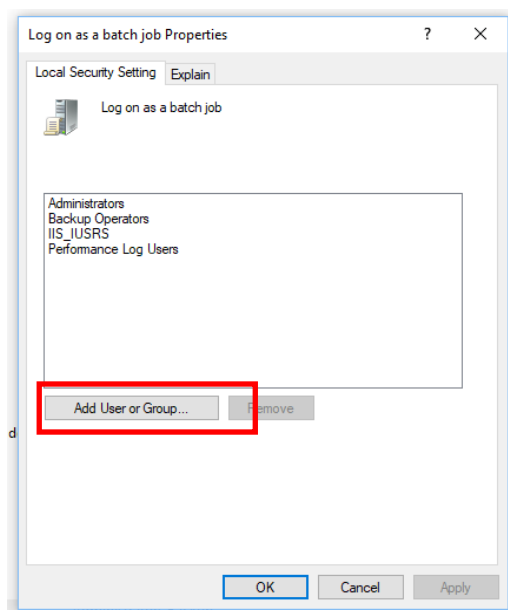 Log on as a batch job Properties ?
Local Security Setting Explain
Log on as a batch job
Administrators
Backup Operators
IIS_IUSRS
Performance Log Users
Add User or Group... Remove
d
OK Cancel Apply